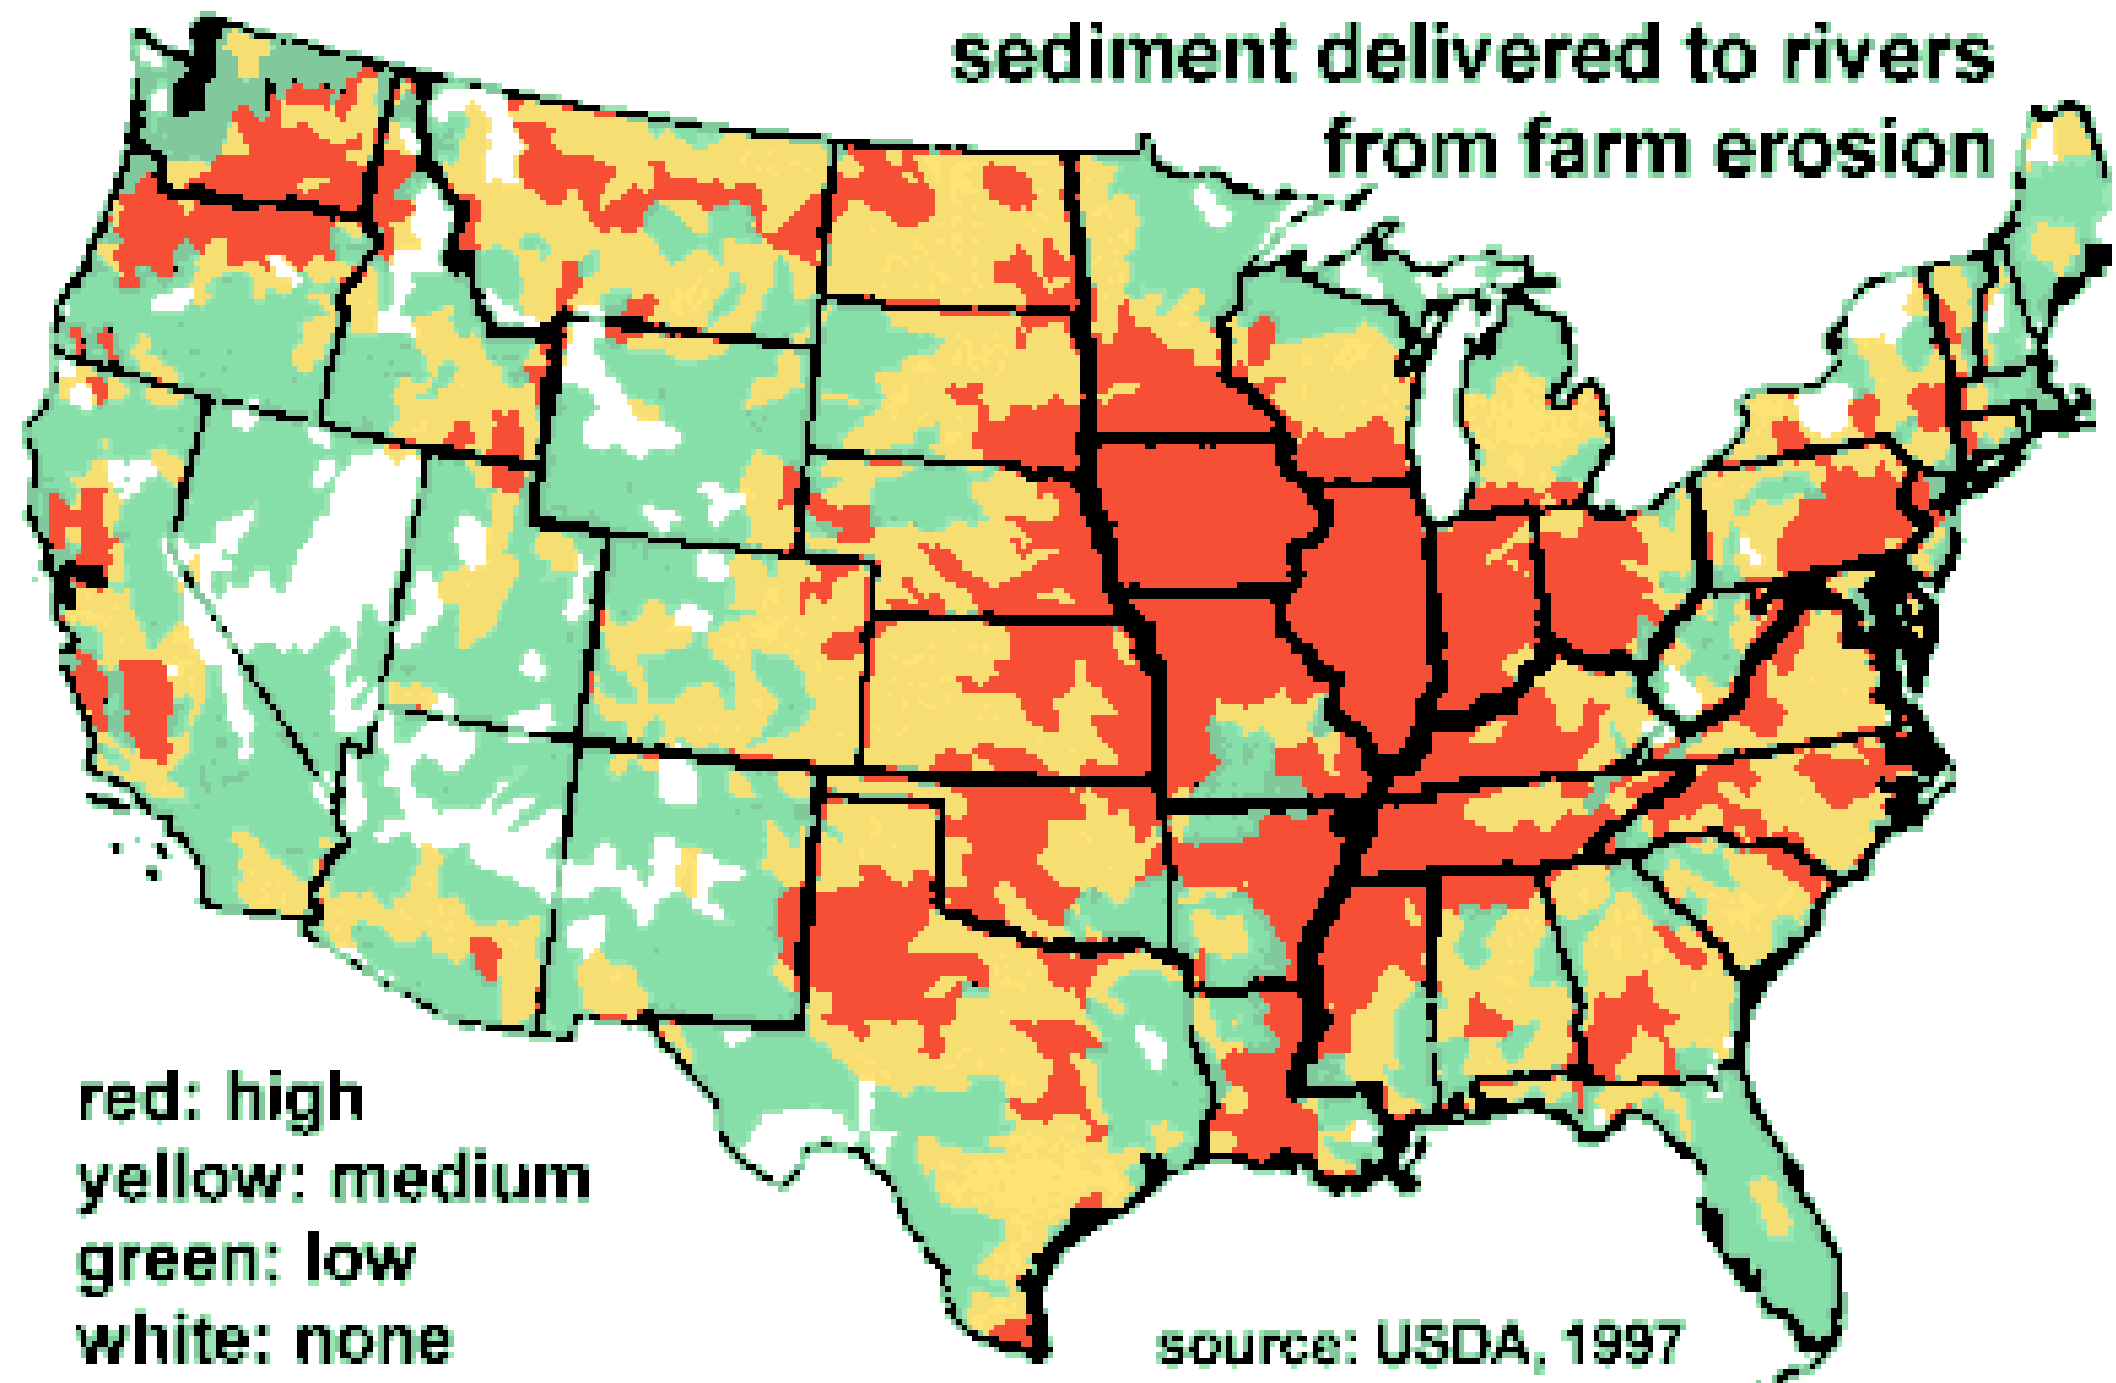 sediment delivered to rivers
from farm erosion
red: high
yellow: medium
green: low
white: none
source: USDA, 1997